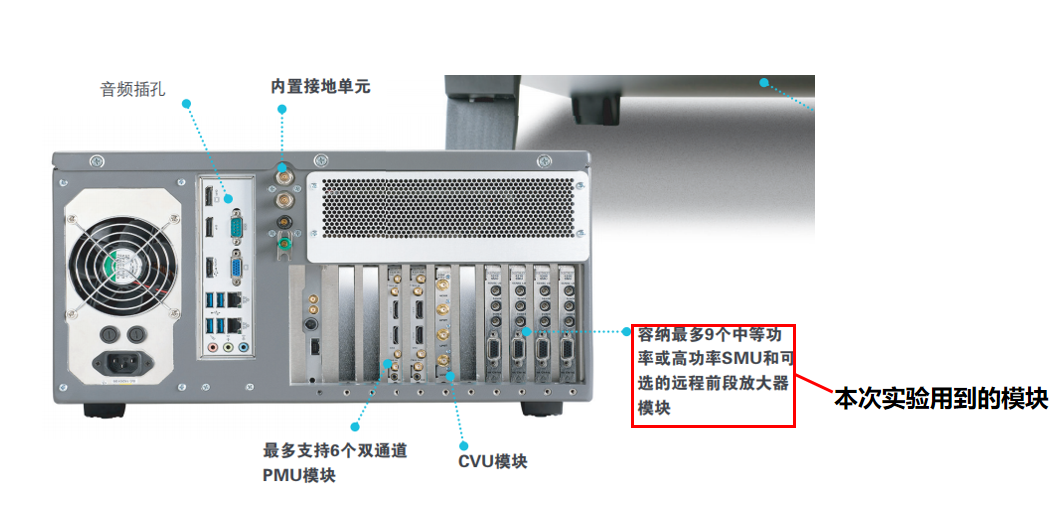 音频插孔
内置接地单元
容纳最多9个中等功
率或高功率SMU和可
选的远程前段放大器
模块
本次实验用到的模块
最多支持6个双通道
PMU模块
CVU模块